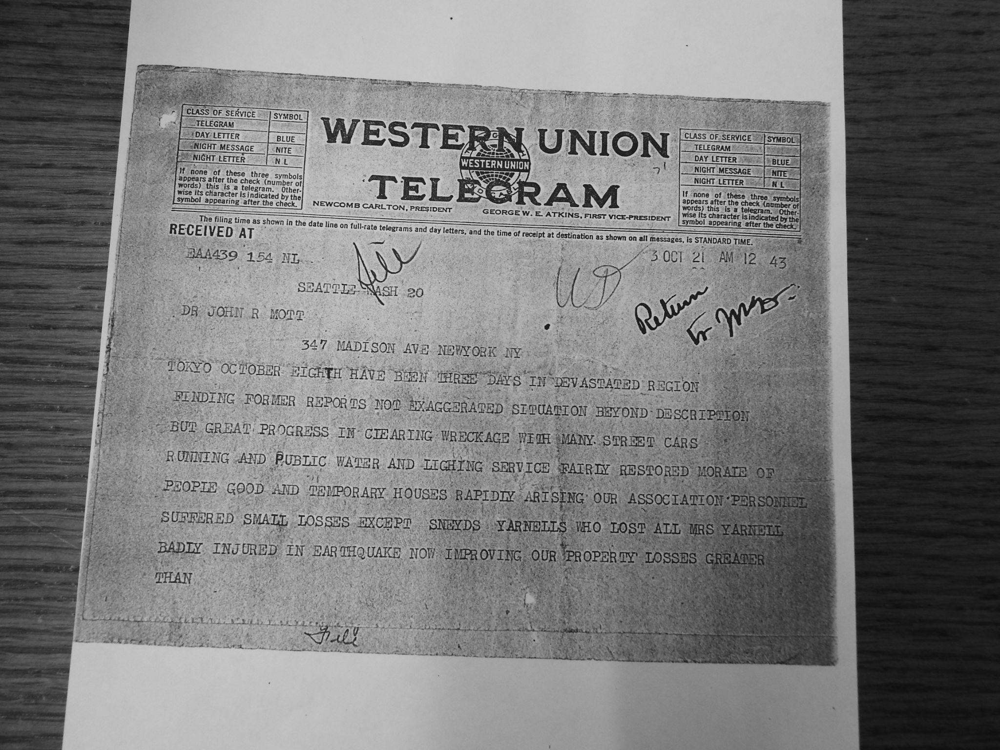 CLASS OF SERVICE SYMBOL
TELEGRAM
DAY LETTER BLUE
NIGHT MESSAGE NITE
NIGHT LETTER N L
If none of these three symbols
appears after the check (number of
words) this is a telegram. Other-
wise its character is indicated by the
symbol appearing after the check.
WESTERN UNION
WESTERN UNION
TELEGRAM
NEWCOMB CARLTON, PRESIDENT GEORGE W. E. ATKINS, FIRST VICE-PRESIDENT
CLASS OF SERVICE SYMBOL
TELEGRAM
DAY LETTER BLUE
NIGHT MESSAGE NITE
NIGHT LETTER N L
If none of these three symbols
appears after the check (number of
words) this is a telegram. Other-
wise its character is indicated by the
symbol appearing after the check.
The filing time as shown in the date line on full-rate telegrams and day letters, and the time of receipt at destination as shown on all messages, is STANDARD TIME.
RECEIVED AT
EAA439 154 NL
File
3 OCT 21 AM 12 43
SEATTLE WASH 20
Return
to
DR JOHN R MOTT
347 MADISON AVE NEWYORK NY
TOKYO OCTOBER EIGHTH HAVE BEEN THREE DAYS IN DEVASTATED REGION
FINDING FORMER REPORTS NOT EXAGGERATED SITUATION BEYOND DESCRIPTION
BUT GREAT PROGRESS IN CLEARING WRECKAGE WITH MANY STREET CARS
RUNNING AND PUBLIC WATER AND LIGHING SERVICE FAIRLY RESTORED MORALE OF
PEOPLE GOOD AND TEMPORARY HOUSES RAPIDLY ARISING OUR ASSOCIATION PERSONNEL
SUFFERED SMALL LOSSES EXCEPT SNEYDS YARNELLS WHO LOST ALL MRS YARNELL
BADLY INJURED IN EARTHQUAKE NOW IMPROVING OUR PROPERTY LOSSES GREATER
THAN
File